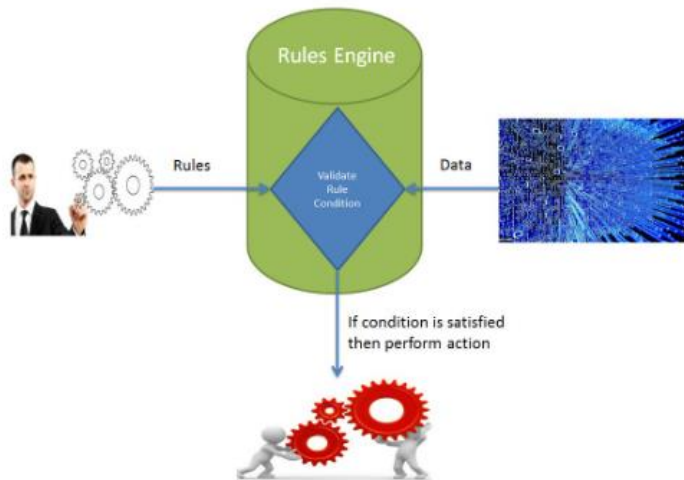 Rules Engine
Rules
Validate
Rule
Condition
Data
If condition is satisfied
then perform action